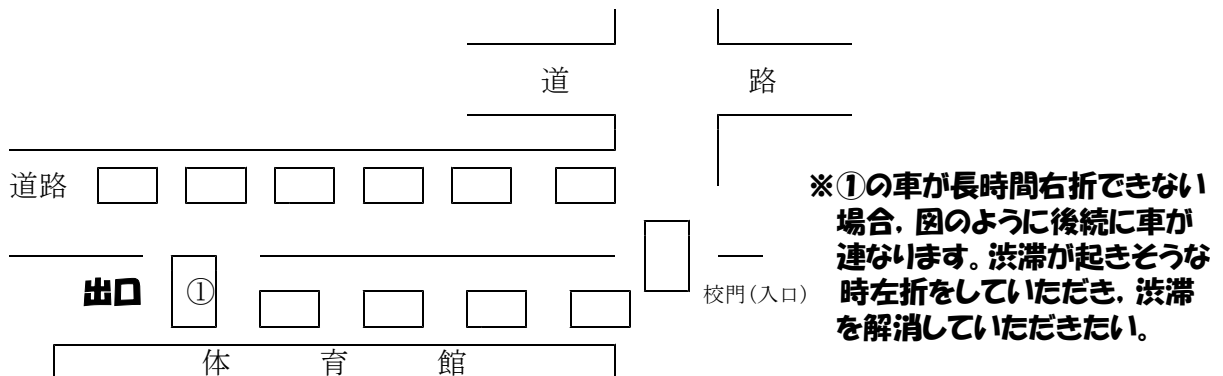 道　路
道路
※①の車が長時間右折できない
場合，図のように後続に車が
連なります。渋滞が起きそうな
時左折をしていただき，渋滞
を解消していただきたい。
出口　①
校門（入口）
体　育　館